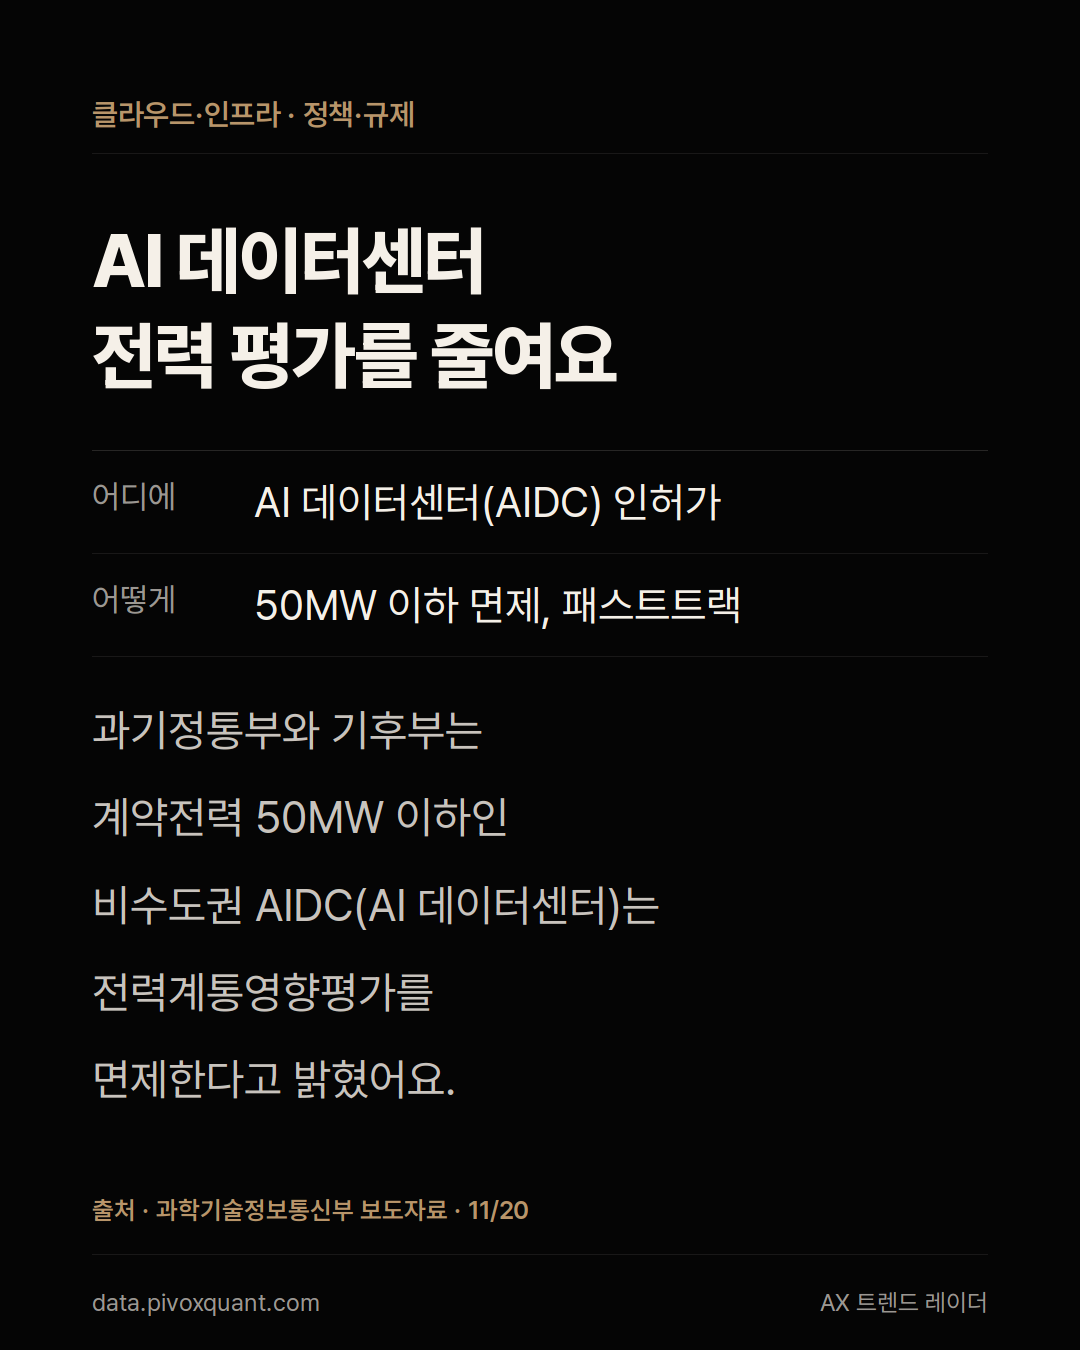 클라우드·인프라 · 정책·규제
AI 데이터센터
전력 평가를 줄여요
어디에 AI 데이터센터(AIDC) 인허가
어떻게 50MW 이하 면제, 패스트트랙
과기정통부와 기후부는
계약전력 50MW 이하인
비수도권 AIDC(AI 데이터센터)는
전력계통영향평가를
면제한다고 밝혔어요.
출처 · 과학기술정보통신부 보도자료 · 11/20
data.pivoxquant.com AX 트렌드 레이더